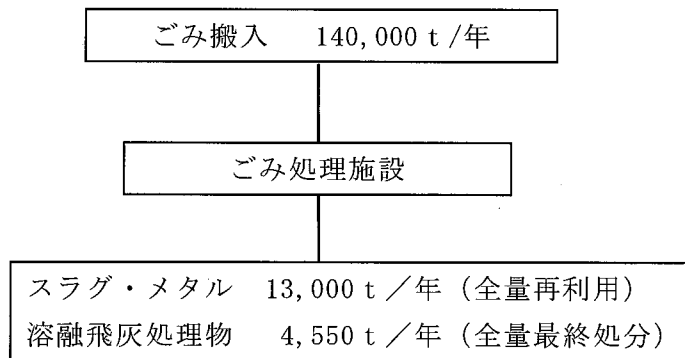 ごみ搬入 140,000 t/年
ごみ処理施設
スラグ・メタル 13,000 t／年（全量再利用）
溶融飛灰処理物 4,550 t／年（全量最終処分）